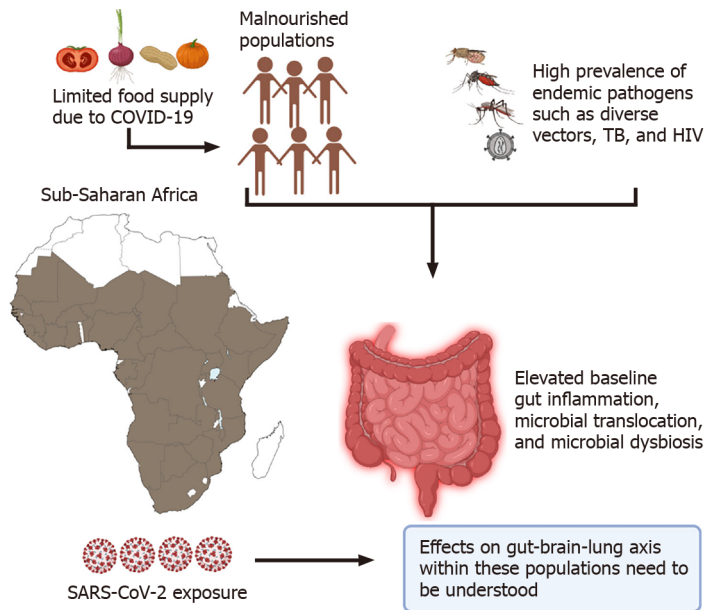 Malnourished
populations
Limited food supply
due to COVID-19
High prevalence of
endemic pathogens
such as diverse
vectors, TB, and HIV
Sub-Saharan Africa
Elevated baseline
gut inflammation,
microbial translocation,
and microbial dysbiosis
SARS-CoV-2 exposure
Effects on gut-brain-lung axis
within these populations need to
be understood